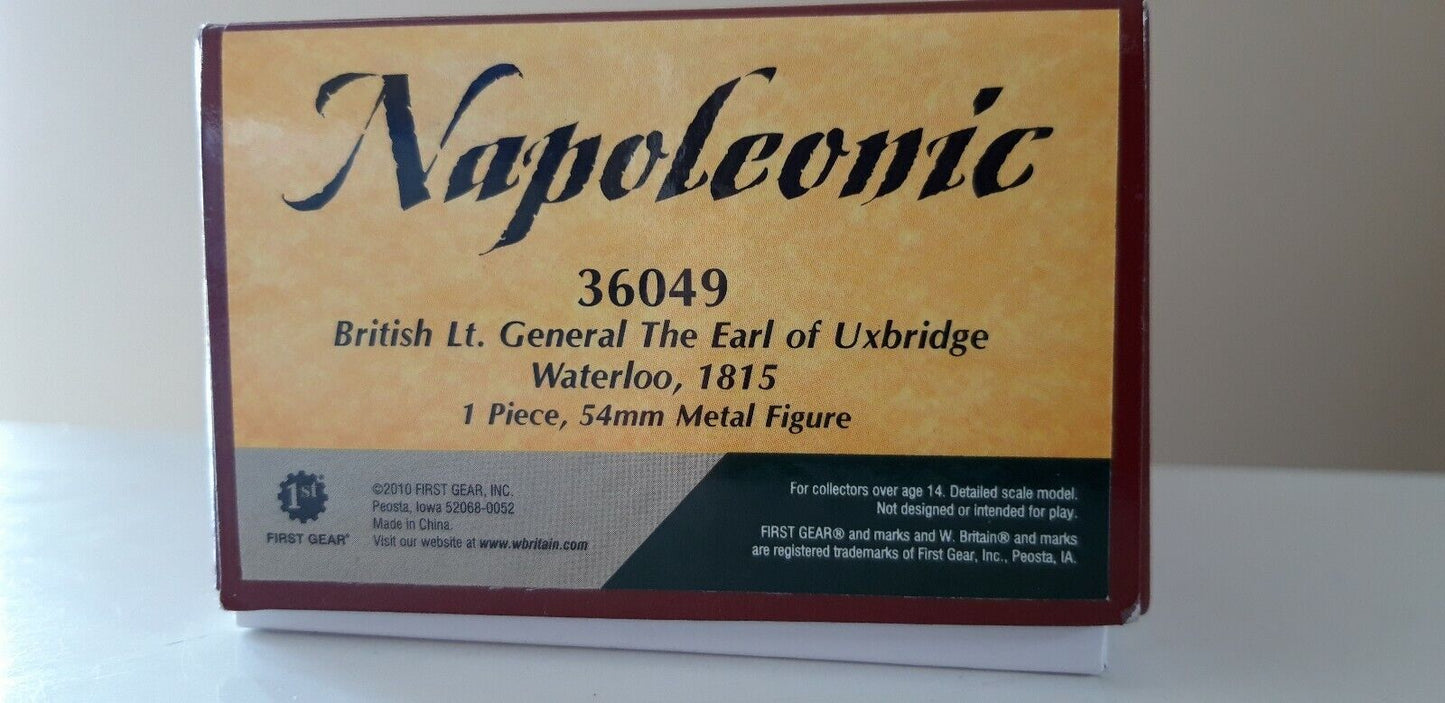 Napoleonic
36049
British Lt. General The Earl of Uxbridge
Waterloo, 1815
1 Piece, 54mm Metal Figure
1st
FIRST GEAR®
©2010 FIRST GEAR, INC.
Peosta, Iowa 52068-0052
Made in China.
Visit our website at www.wbritain.com
For collectors over age 14. Detailed scale model.
Not designed or intended for play.
FIRST GEAR® and marks and W. Britain® and marks
are registered trademarks of First Gear, Inc., Peosta, IA.